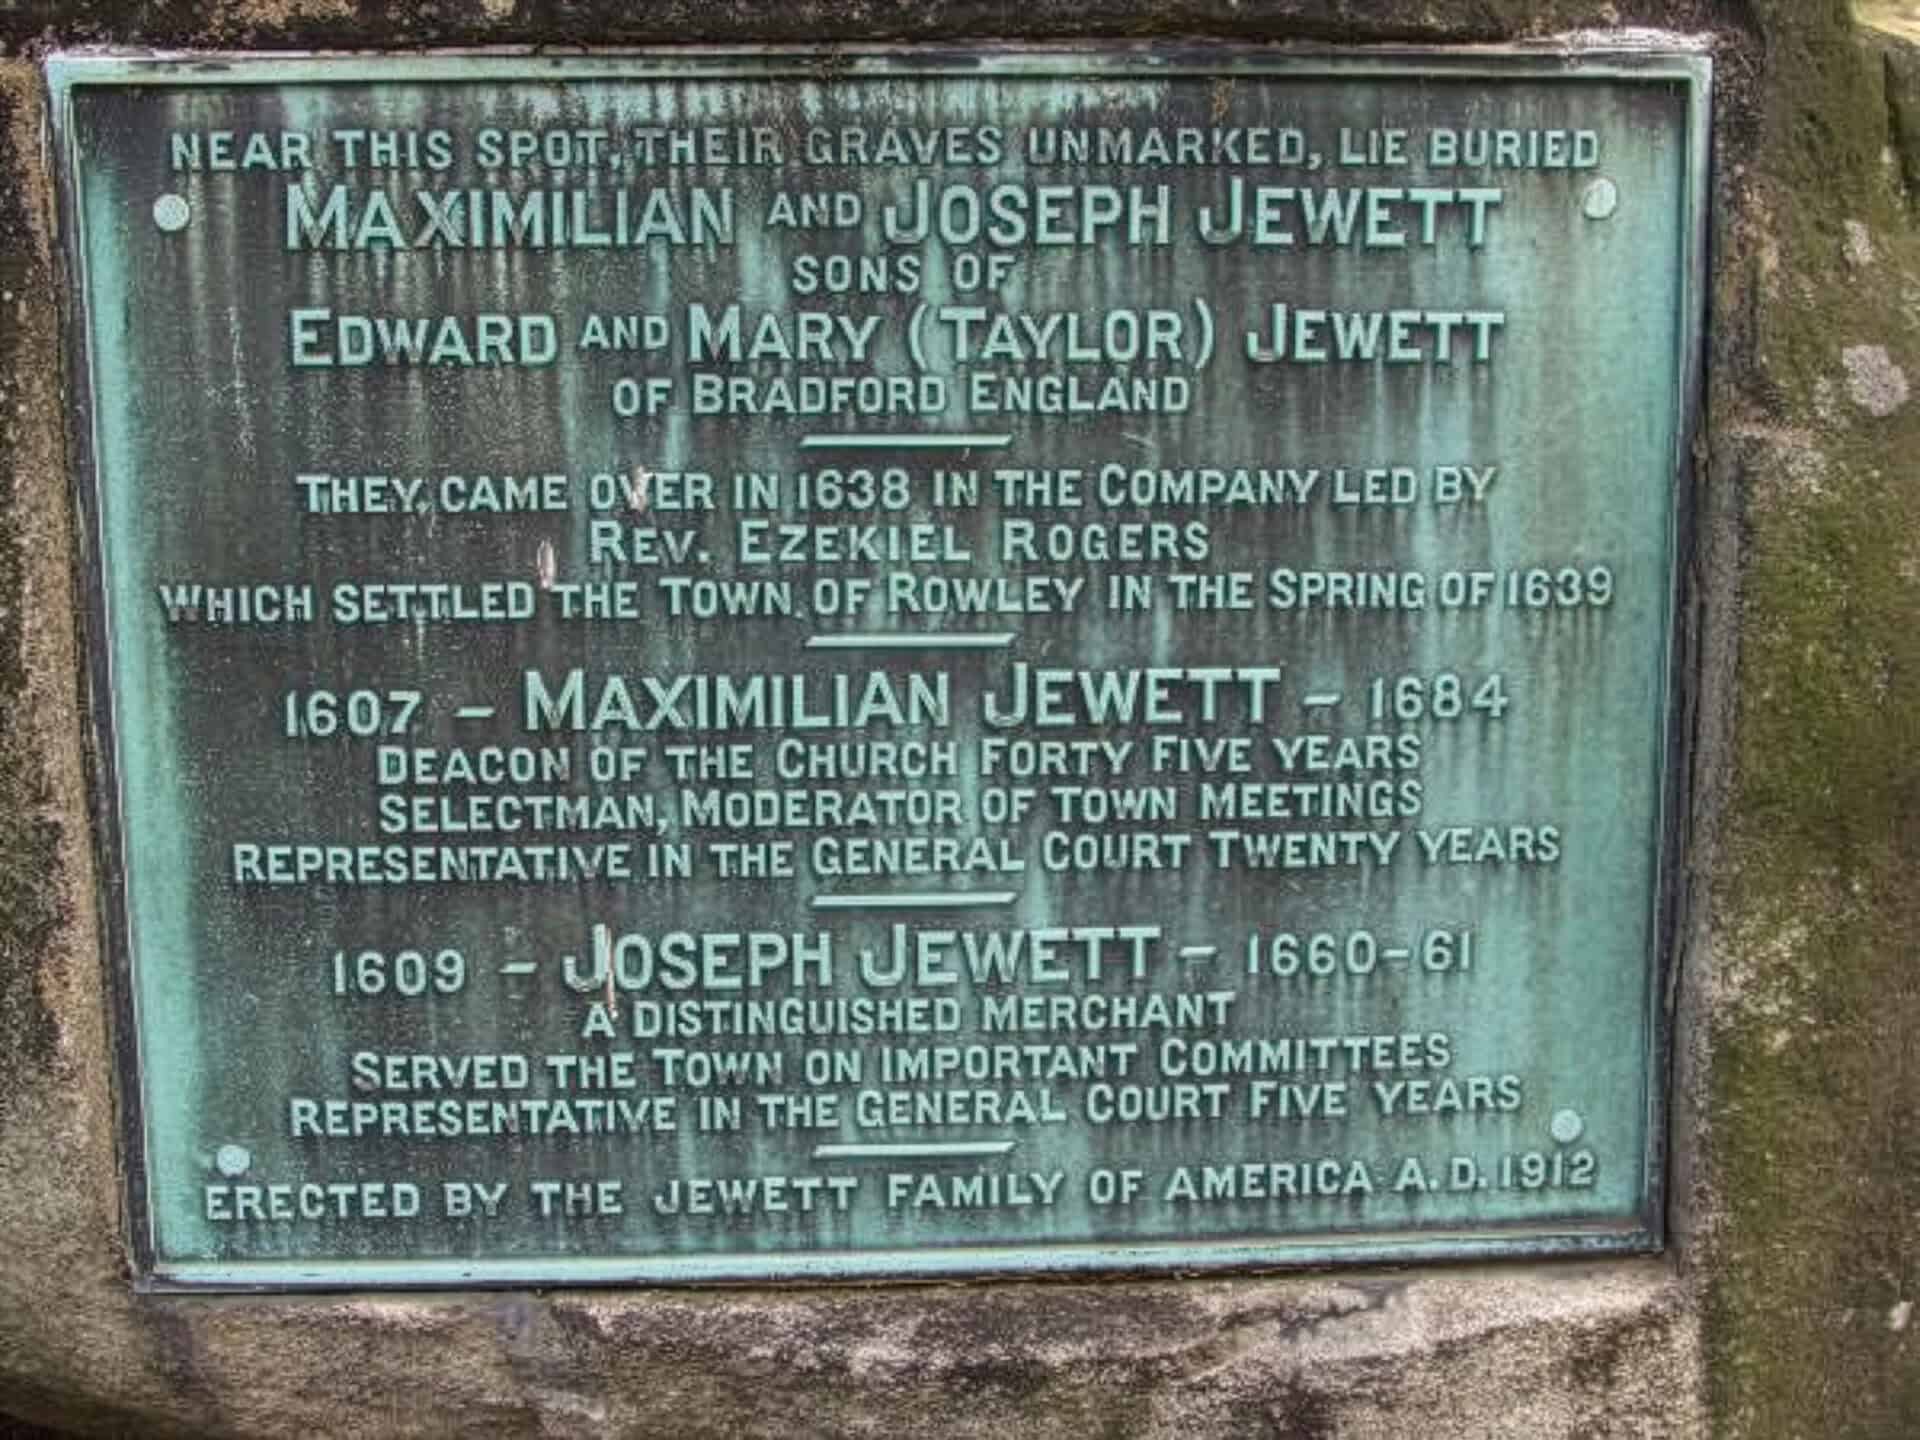 NEAR THIS SPOT, THEIR GRAVES UNMARKED, LIE BURIED
MAXIMILIAN AND JOSEPH JEWETT
SONS OF
EDWARD AND MARY (TAYLOR) JEWETT
OF BRADFORD ENGLAND
THEY CAME OVER IN 1638 IN THE COMPANY LED BY
REV. EZEKIEL ROGERS
WHICH SETTLED THE TOWN OF ROWLEY IN THE SPRING OF 1639
1607 - MAXIMILIAN JEWETT - 1684
DEACON OF THE CHURCH FORTY FIVE YEARS
SELECTMAN, MODERATOR OF TOWN MEETINGS
REPRESENTATIVE IN THE GENERAL COURT TWENTY YEARS
1609 - JOSEPH JEWETT - 1660-61
A DISTINGUISHED MERCHANT
SERVED THE TOWN ON IMPORTANT COMMITTEES
REPRESENTATIVE IN THE GENERAL COURT FIVE YEARS
ERECTED BY THE JEWETT FAMILY OF AMERICA A.D. 1912